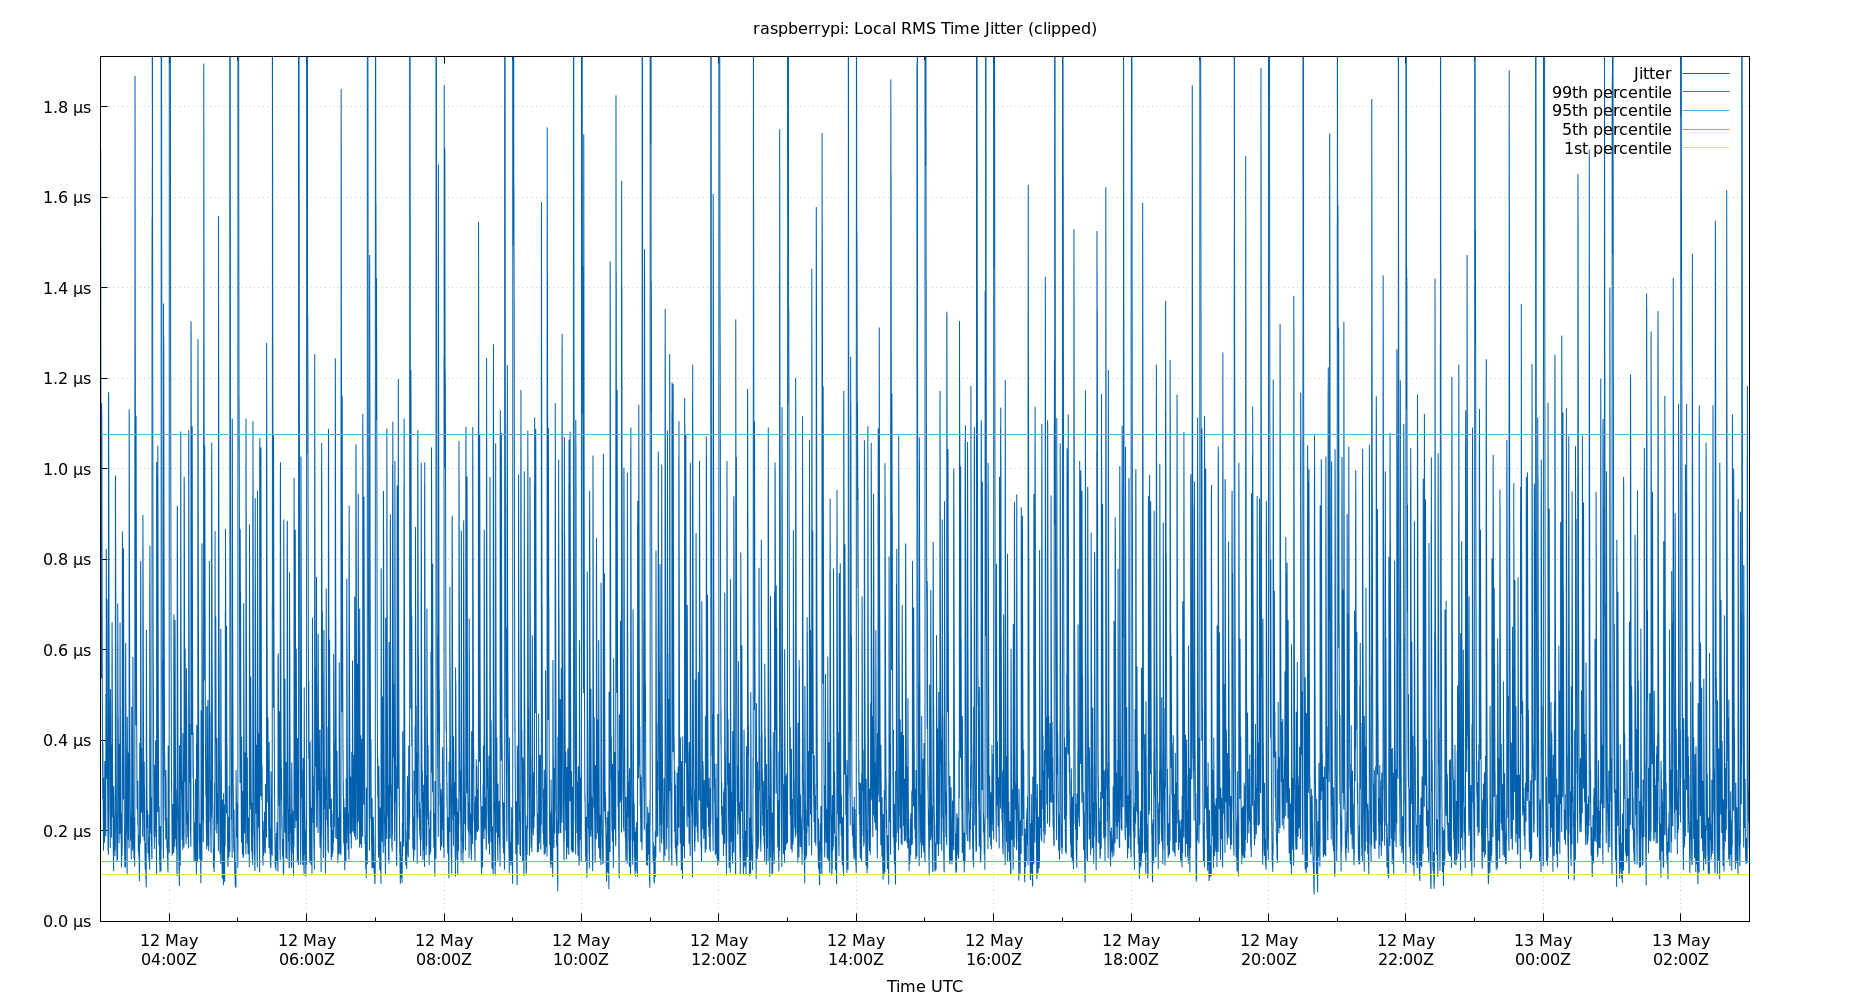 raspberrypi: Local RMS Time Jitter (clipped)
Jitter
99th percentile
95th percentile
5th percentile
1st percentile
1.8 µs
1.6 µs
1.4 µs
1.2 µs
1.0 µs
0.8 µs
0.6 µs
0.4 µs
0.2 µs
0.0 µs
12 May 12 May 12 May 12 May 12 May 12 May 12 May 12 May 12 May 12 May 13 May 13 May
04:00Z 06:00Z 08:00Z 10:00Z 12:00Z 14:00Z 16:00Z 18:00Z 20:00Z 22:00Z 00:00Z 02:00Z
Time UTC